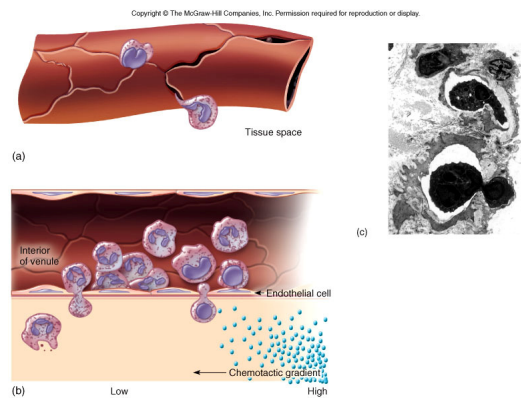 Copyright © The McGraw-Hill Companies, Inc. Permission required for reproduction or display.
Tissue space
(a)
(c)
Interior
of venule
Endothelial cell
Chemotactic gradient
(b)
Low
High